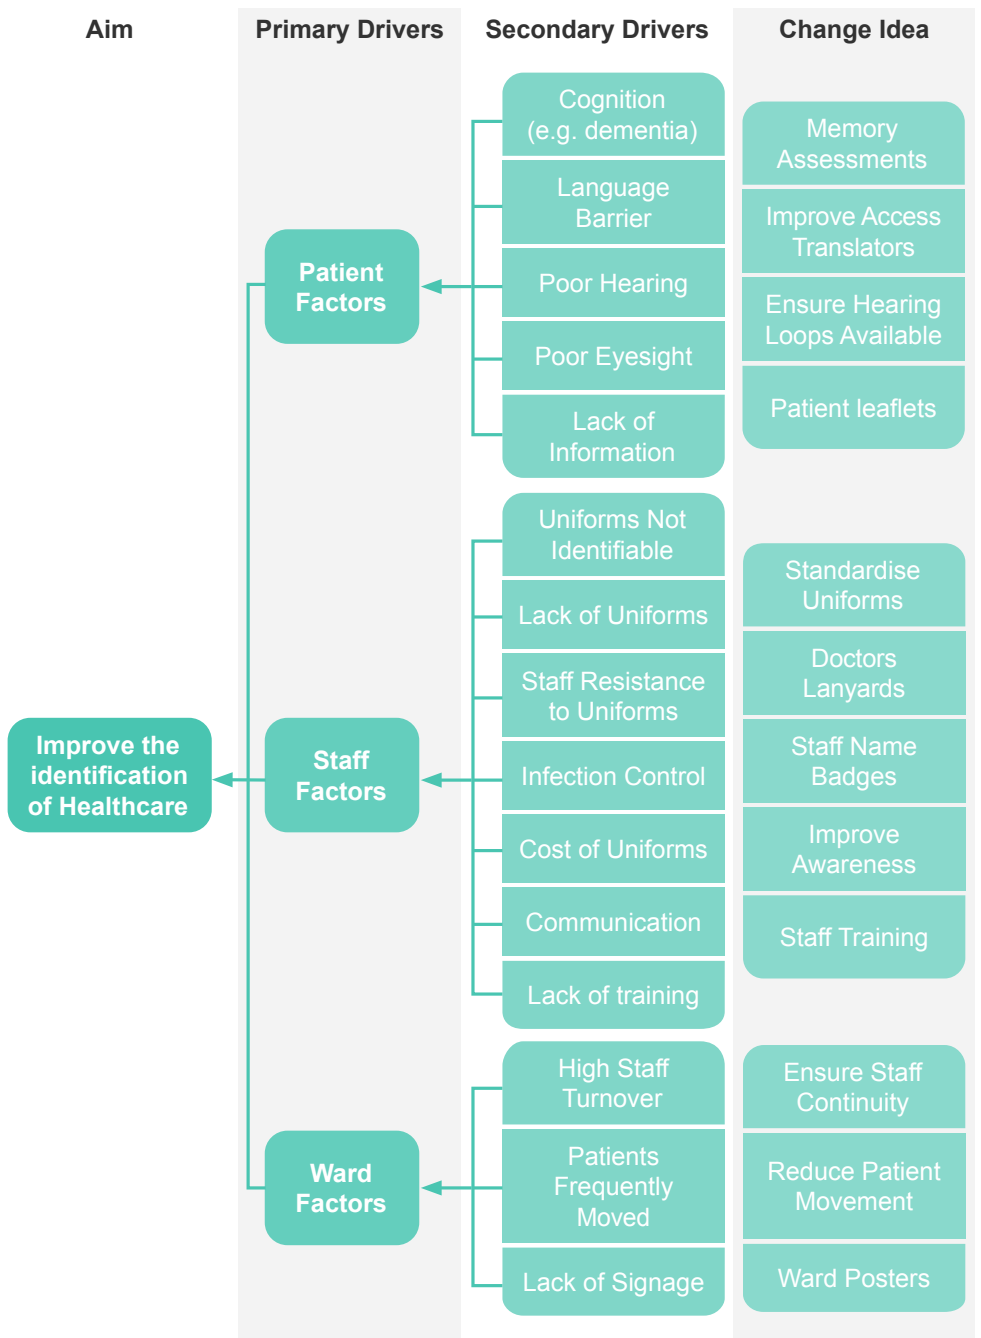 Aim
Primary Drivers
Secondary Drivers
Change Idea
Improve the
identification
of Healthcare
Patient
Factors
Staff
Factors
Ward
Factors
Cognition
(e.g. dementia)
Language
Barrier
Poor Hearing
Poor Eyesight
Lack of
Information
Uniforms Not
Identifiable
Lack of Uniforms
Staff Resistance
to Uniforms
Infection Control
Cost of Uniforms
Communication
Lack of training
High Staff
Turnover
Patients
Frequently
Moved
Lack of Signage
Memory
Assessments
Improve Access
Translators
Ensure Hearing
Loops Available
Patient leaflets
Standardise
Uniforms
Doctors
Lanyards
Staff Name
Badges
Improve
Awareness
Staff Training
Ensure Staff
Continuity
Reduce Patient
Movement
Ward Posters